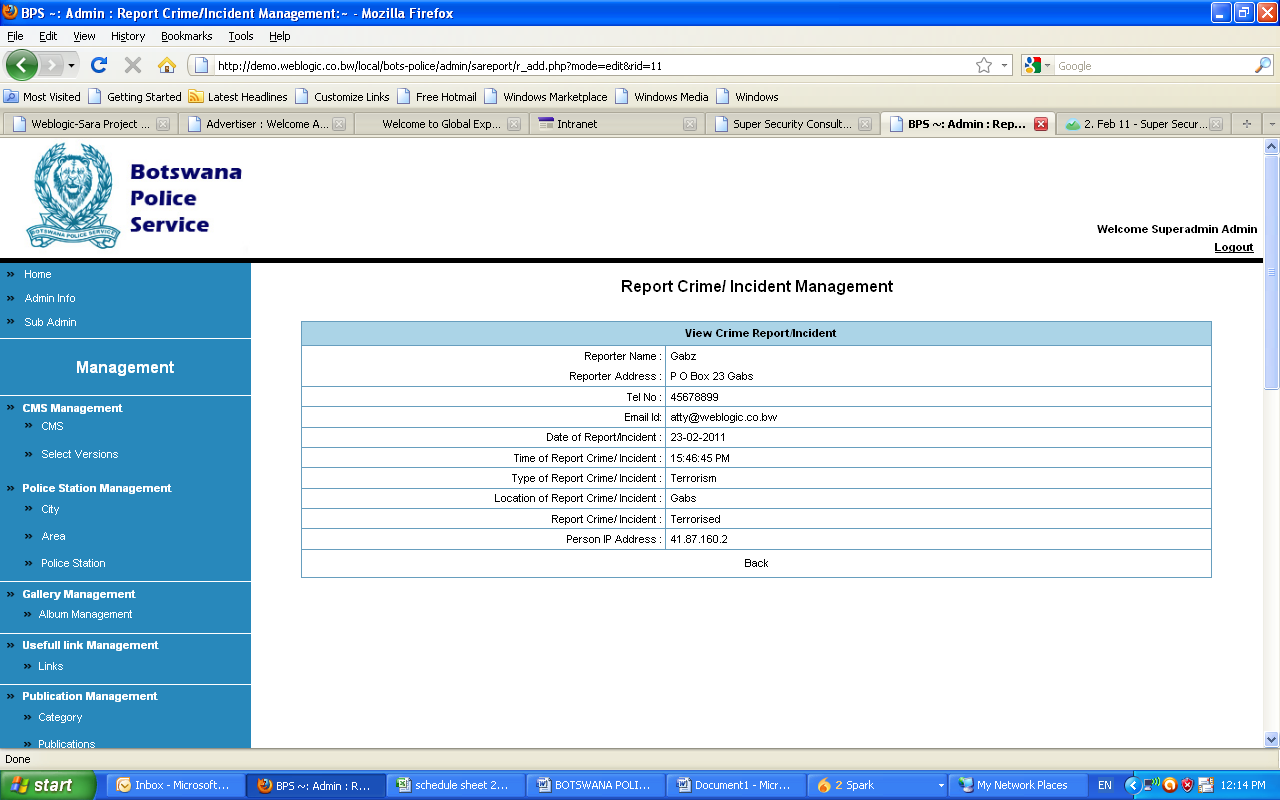 BPS ~: Admin : Report Crime/Incident Management:~ - Mozilla Firefox
File Edit View History Bookmarks Tools Help
http://demo.weblogic.co.bw/local/bots-police/admin/sareport/r_add.php?mode=edit&rid=11 Google
Most Visited Getting Started Latest Headlines Customize Links Free Hotmail Windows Marketplace Windows Media Windows
Weblogic-Sara Project ... Advertiser : Welcome A... Welcome to Global Exp... Intranet Super Security Consult... BPS ~: Admin : Rep... 2. Feb 11 - Super Secur...
BOTSWANA POLICE SERVICE
Botswana
Police
Service
Welcome Superadmin Admin
Logout
Home
Admin Info
Sub Admin
Management
CMS Management
CMS
Select Versions
Police Station Management
City
Area
Police Station
Gallery Management
Album Management
Usefull link Management
Links
Publication Management
Category
Publications
Report Crime/ Incident Management
View Crime Report/Incident
Reporter Name : Gabz
Reporter Address : P O Box 23 Gabs
Tel No : 45678899
Email Id: atty@weblogic.co.bw
Date of Report/Incident : 23-02-2011
Time of Report Crime/ Incident : 15:46:45 PM
Type of Report Crime/ Incident : Terrorism
Location of Report Crime/ Incident : Gabs
Report Crime/ Incident : Terrorised
Person IP Address : 41.87.160.2
Back
Done
start Inbox - Microsoft... BPS ~: Admin : R... schedule sheet 2... BOTSWANA POLI... Document1 - Micr... 2 Spark My Network Places EN 12:14 PM